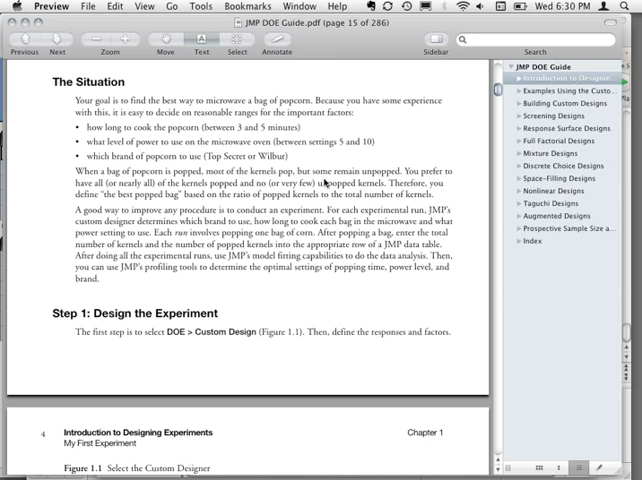 Preview File Edit View Go Tools Bookmarks Window Help Wed 6:30 PM
JMP DOE Guide.pdf (page 15 of 286)
Previous Next Zoom Move Text Select Annotate Sidebar Search
The Situation
Your goal is to find the best way to microwave a bag of popcorn. Because you have some experience
with this, it is easy to decide on reasonable ranges for the important factors:
• how long to cook the popcorn (between 3 and 5 minutes)
• what level of power to use on the microwave oven (between settings 5 and 10)
• which brand of popcorn to use (Top Secret or Wilbur)
When a bag of popcorn is popped, most of the kernels pop, but some remain unpopped. You prefer to
have all (or nearly all) of the kernels popped and no (or very few) unpopped kernels. Therefore, you
define “the best popped bag” based on the ratio of popped kernels to the total number of kernels.
A good way to improve any procedure is to conduct an experiment. For each experimental run, JMP’s
custom designer determines which brand to use, how long to cook each bag in the microwave and what
power setting to use. Each run involves popping one bag of corn. After popping a bag, enter the total
number of kernels and the number of popped kernels into the appropriate row of a JMP data table.
After doing all the experimental runs, use JMP’s model fitting capabilities to do the data analysis. Then,
you can use JMP’s profiling tools to determine the optimal settings of popping time, power level, and
brand.
Step 1: Design the Experiment
The first step is to select DOE > Custom Design (Figure 1.1). Then, define the responses and factors.
4 Introduction to Designing Experiments Chapter 1
My First Experiment
Figure 1.1 Select the Custom Designer
JMP DOE Guide
Introduction to Designin...
Examples Using the Custo...
Building Custom Designs
Screening Designs
Response Surface Designs
Full Factorial Designs
Mixture Designs
Discrete Choice Designs
Space-Filling Designs
Nonlinear Designs
Taguchi Designs
Augmented Designs
Prospective Sample Size a...
Index